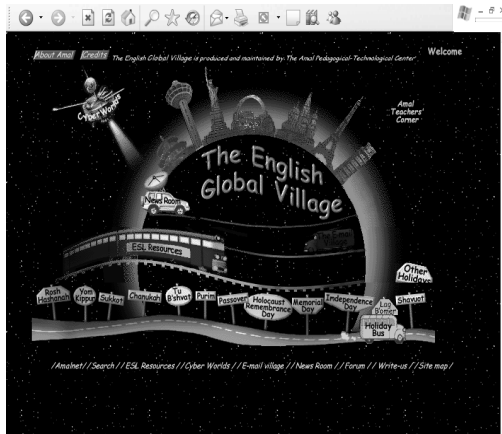 About Amal
Credits
The English Global Village is produced and maintained by: The Amal Pedagogical-Technological Center
Welcome
Cyber Worlds
Amal
Teachers'
Corner
The English
Global Village
News Room
ESL Resources
The E-mail
Village
Rosh
Hashanah
Yom
Kippur
Sukkot
Chanukah
Tu
B'shvat
Purim
Passover
Holocaust
Remembrance
Day
Memorial
Day
Independence
Day
Lag
B'omer
Shavuot
Other
Holidays
Holiday
Bus
/Amalnet/ /Search / / ESL Resources / /Cyber Worlds / / E-mail village / /News Room / /Forum / / Write-us / /Site map /